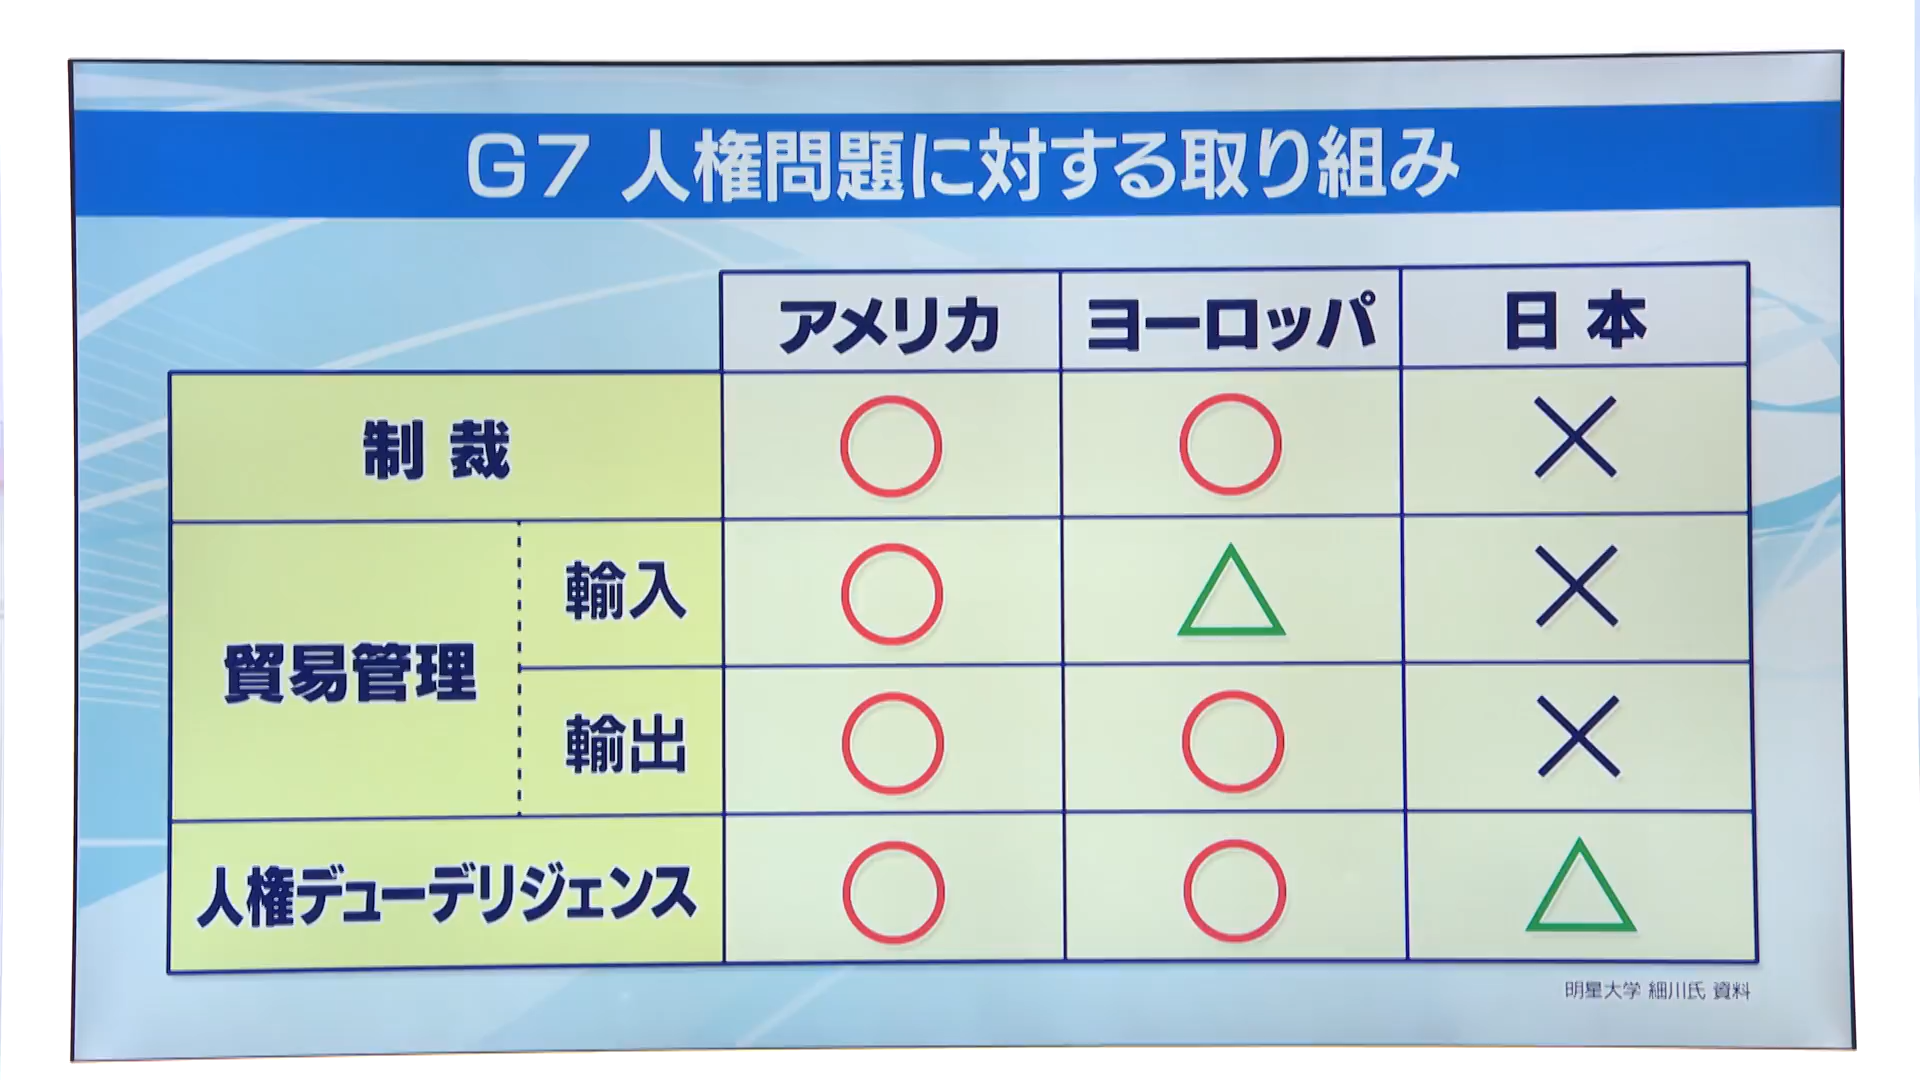 G7 人権問題に対する取り組み
アメリカ ヨーロッパ 日本
制裁 ○ ○ ×
貿易管理 輸入 ○ △ ×
輸出 ○ ○ ×
人権デューデリジェンス ○ ○ △
明星大学 細川氏 資料